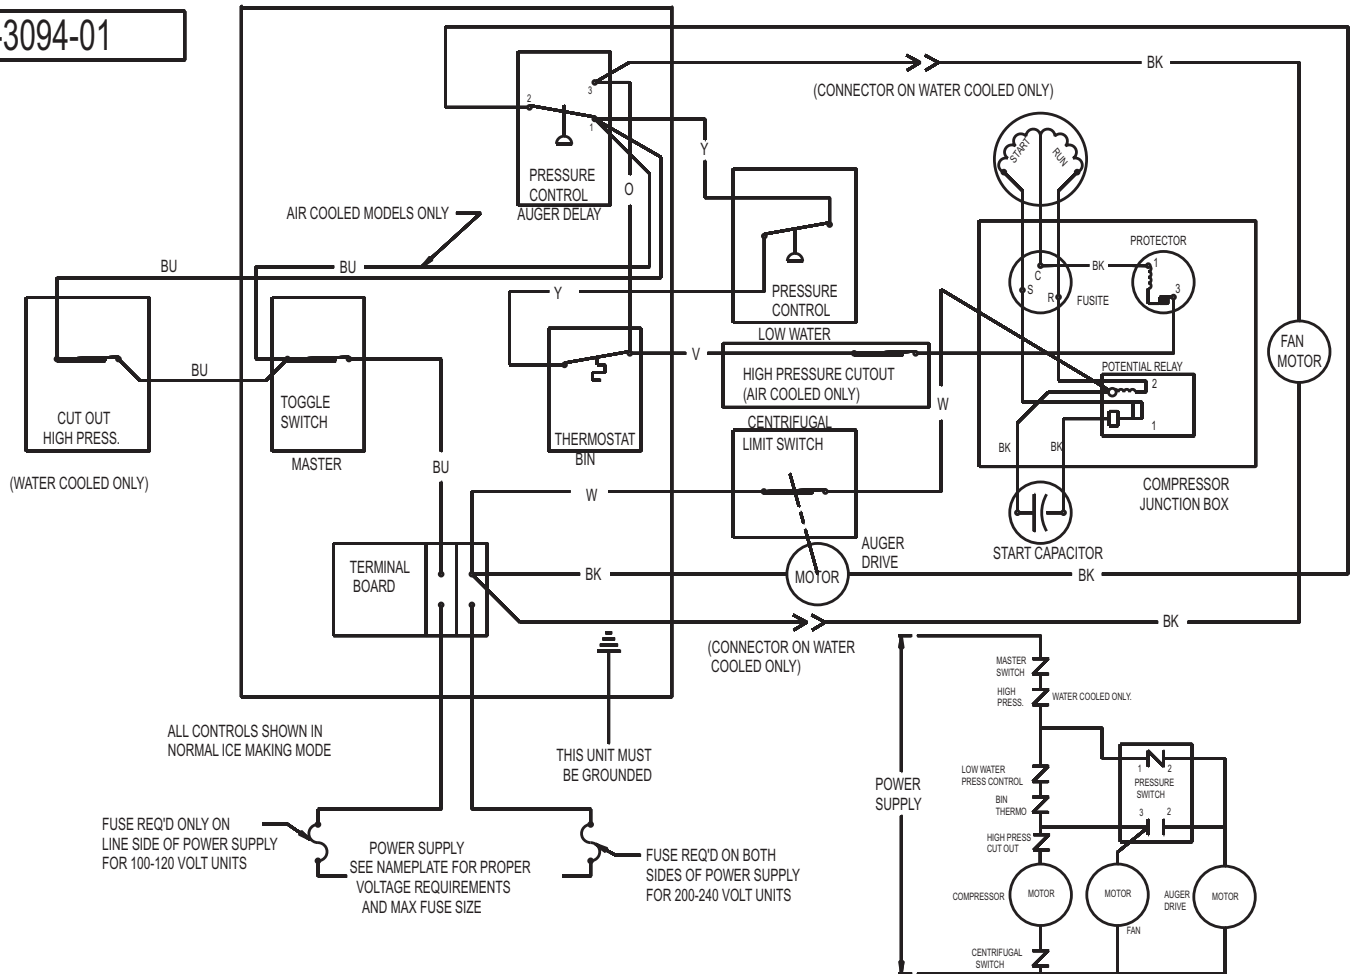 -3094-01
BK
(CONNECTOR ON WATER COOLED ONLY)
3
2
1
Y
START
RUN
PRESSURE
CONTROL
AUGER DELAY
O
AIR COOLED MODELS ONLY
PROTECTOR
BU
BU
BK
1
C
S
R
FUSITE
3
Y
PRESSURE
CONTROL
LOW WATER
FAN
MOTOR
V
POTENTIAL RELAY
BU
HIGH PRESSURE CUTOUT
(AIR COOLED ONLY)
2
1
W
CUT OUT
HIGH PRESS.
TOGGLE
SWITCH
CENTRIFUGAL
LIMIT SWITCH
THERMOSTAT
BIN
BK
BK
MASTER
BU
(WATER COOLED ONLY)
W
COMPRESSOR
JUNCTION BOX
START CAPACITOR
AUGER
DRIVE
TERMINAL
BOARD
BK
MOTOR
BK
BK
(CONNECTOR ON WATER
COOLED ONLY)
MASTER
SWITCH
HIGH
PRESS.
WATER COOLED ONLY.
ALL CONTROLS SHOWN IN
NORMAL ICE MAKING MODE
THIS UNIT MUST
BE GROUNDED
POWER
SUPPLY
LOW WATER
PRESS CONTROL
1
2
PRESSURE
SWITCH
BIN
THERMO
3
2
HIGH PRESS
CUT OUT
FUSE REQ'D ONLY ON
LINE SIDE OF POWER SUPPLY
FOR 100-120 VOLT UNITS
POWER SUPPLY
SEE NAMEPLATE FOR PROPER
VOLTAGE REQUIREMENTS
AND MAX FUSE SIZE
FUSE REQ'D ON BOTH
SIDES OF POWER SUPPLY
FOR 200-240 VOLT UNITS
COMPRESSOR
MOTOR
MOTOR
FAN
AUGER
DRIVE
MOTOR
CENTRIFUGAL
SWITCH